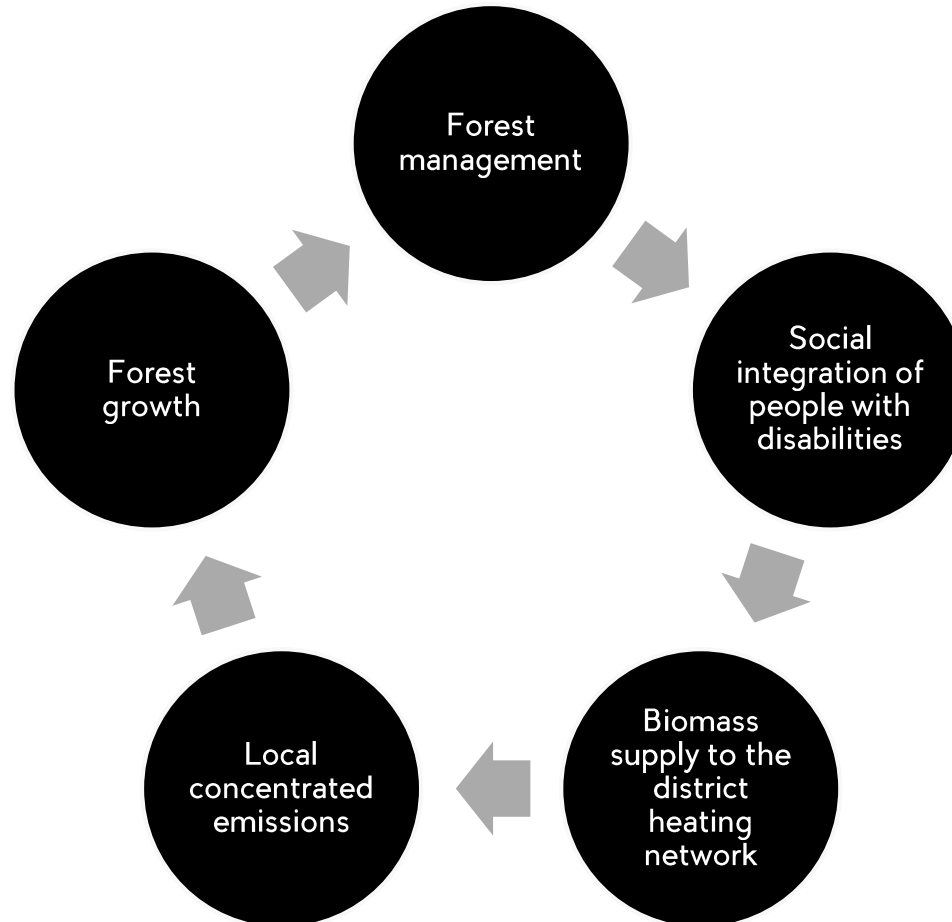 Forest
management
Social
integration of
people with
disabilities
Biomass
supply to the
district
heating
network
Local
concentrated
emissions
Forest
growth